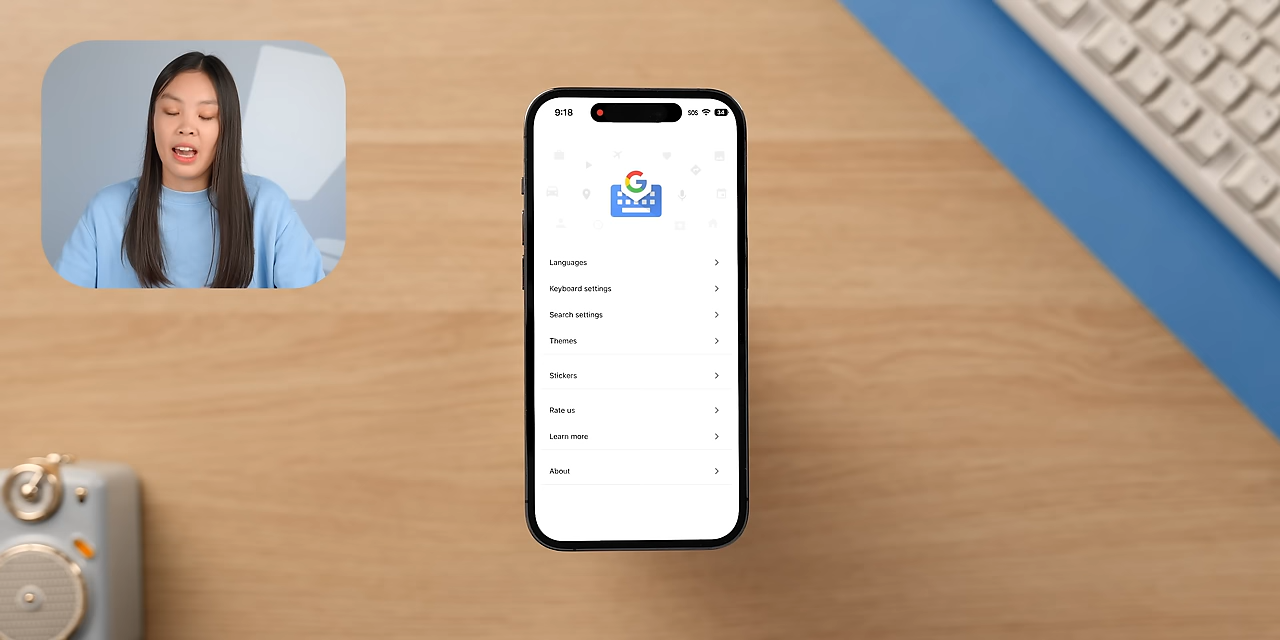 9:18
SOS
G
Languages
Keyboard settings
Search settings
Themes
Stickers
Rate us
Learn more
About